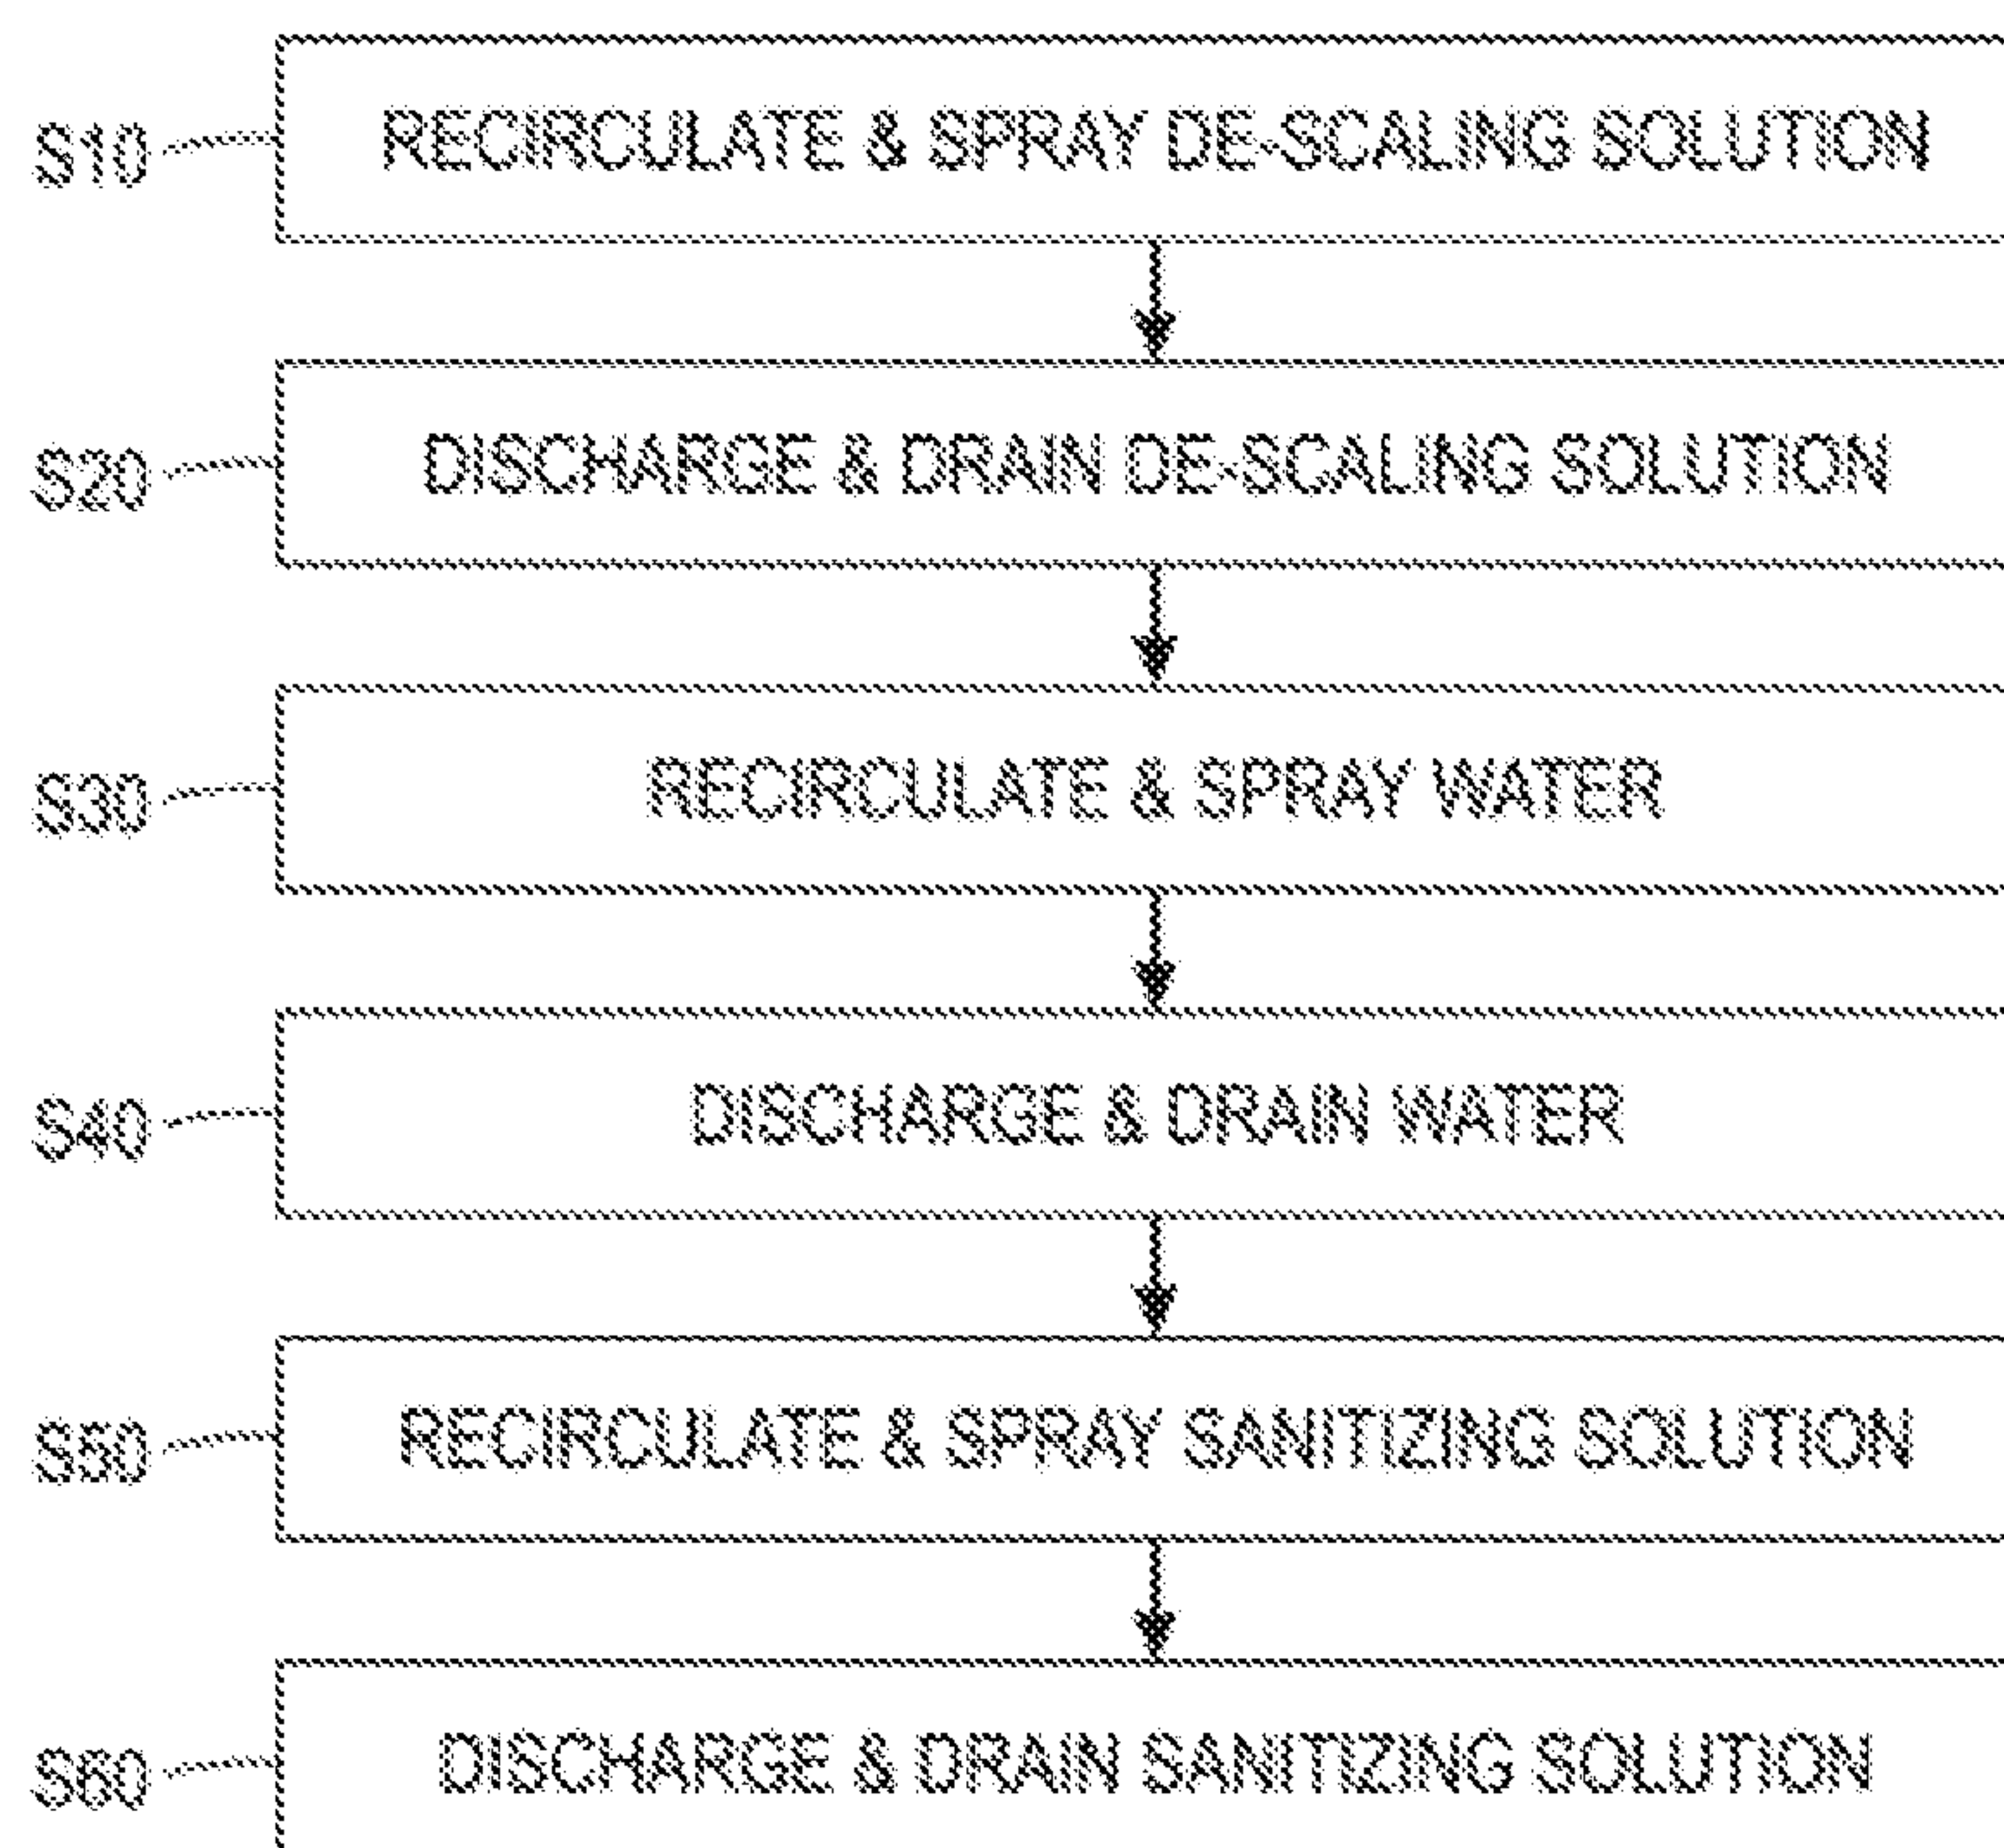 S10 RECIRCULATE & SPRAY DE-SCALING SOLUTION
S20 DISCHARGE & DRAIN DE-SCALING SOLUTION
S30 RECIRCULATE & SPRAY WATER
S40 DISCHARGE & DRAIN WATER
S50 RECIRCULATE & SPRAY SANITIZING SOLUTION
S60 DISCHARGE & DRAIN SANITIZING SOLUTION